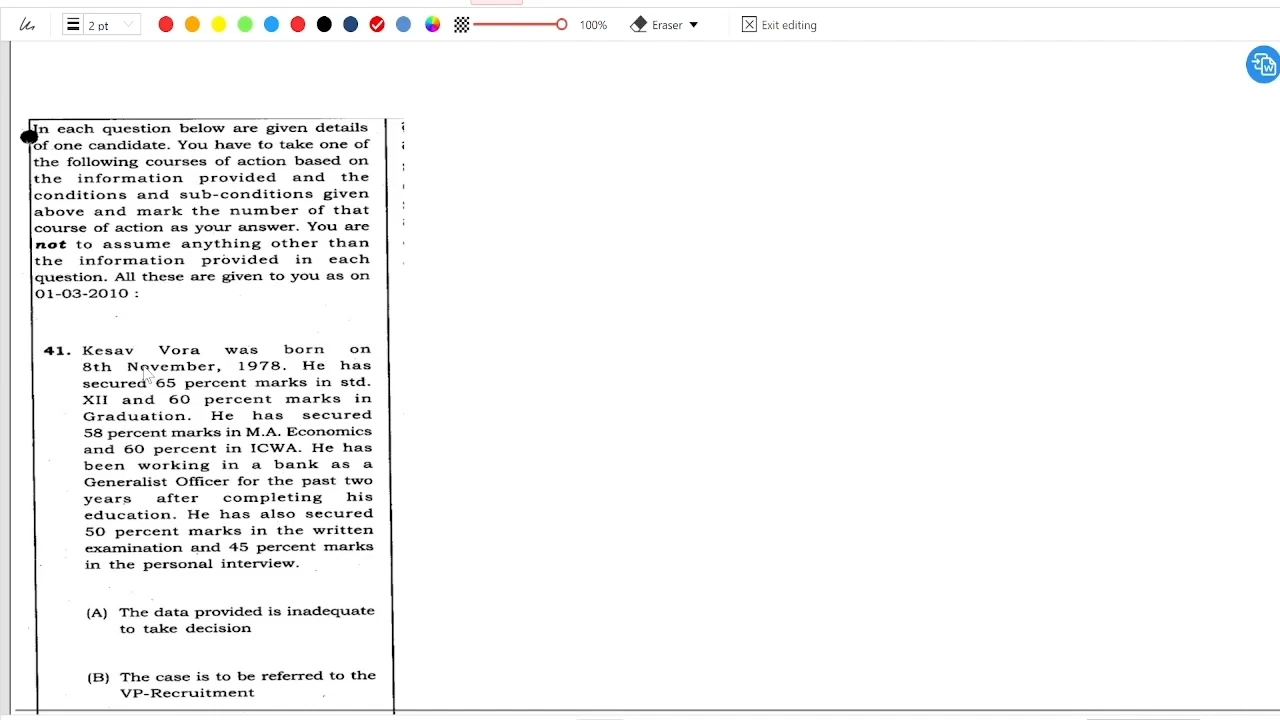 2 pt
100%
Eraser
Exit editing
In each question below are given details
of one candidate. You have to take one of
the following courses of action based on
the information provided and the
conditions and sub-conditions given
above and mark the number of that
course of action as your answer. You are
not to assume anything other than
the information provided in each
question. All these are given to you as on
01-03-2010 :
41. Kesav Vora was born on
8th November, 1978. He has
secured 65 percent marks in std.
XII and 60 percent marks in
Graduation. He has secured
58 percent marks in M.A. Economics
and 60 percent in ICWA. He has
been working in a bank as a
Generalist Officer for the past two
years after completing his
education. He has also secured
50 percent marks in the written
examination and 45 percent marks
in the personal interview.
(A) The data provided is inadequate
to take decision
(B) The case is to be referred to the
VP-Recruitment